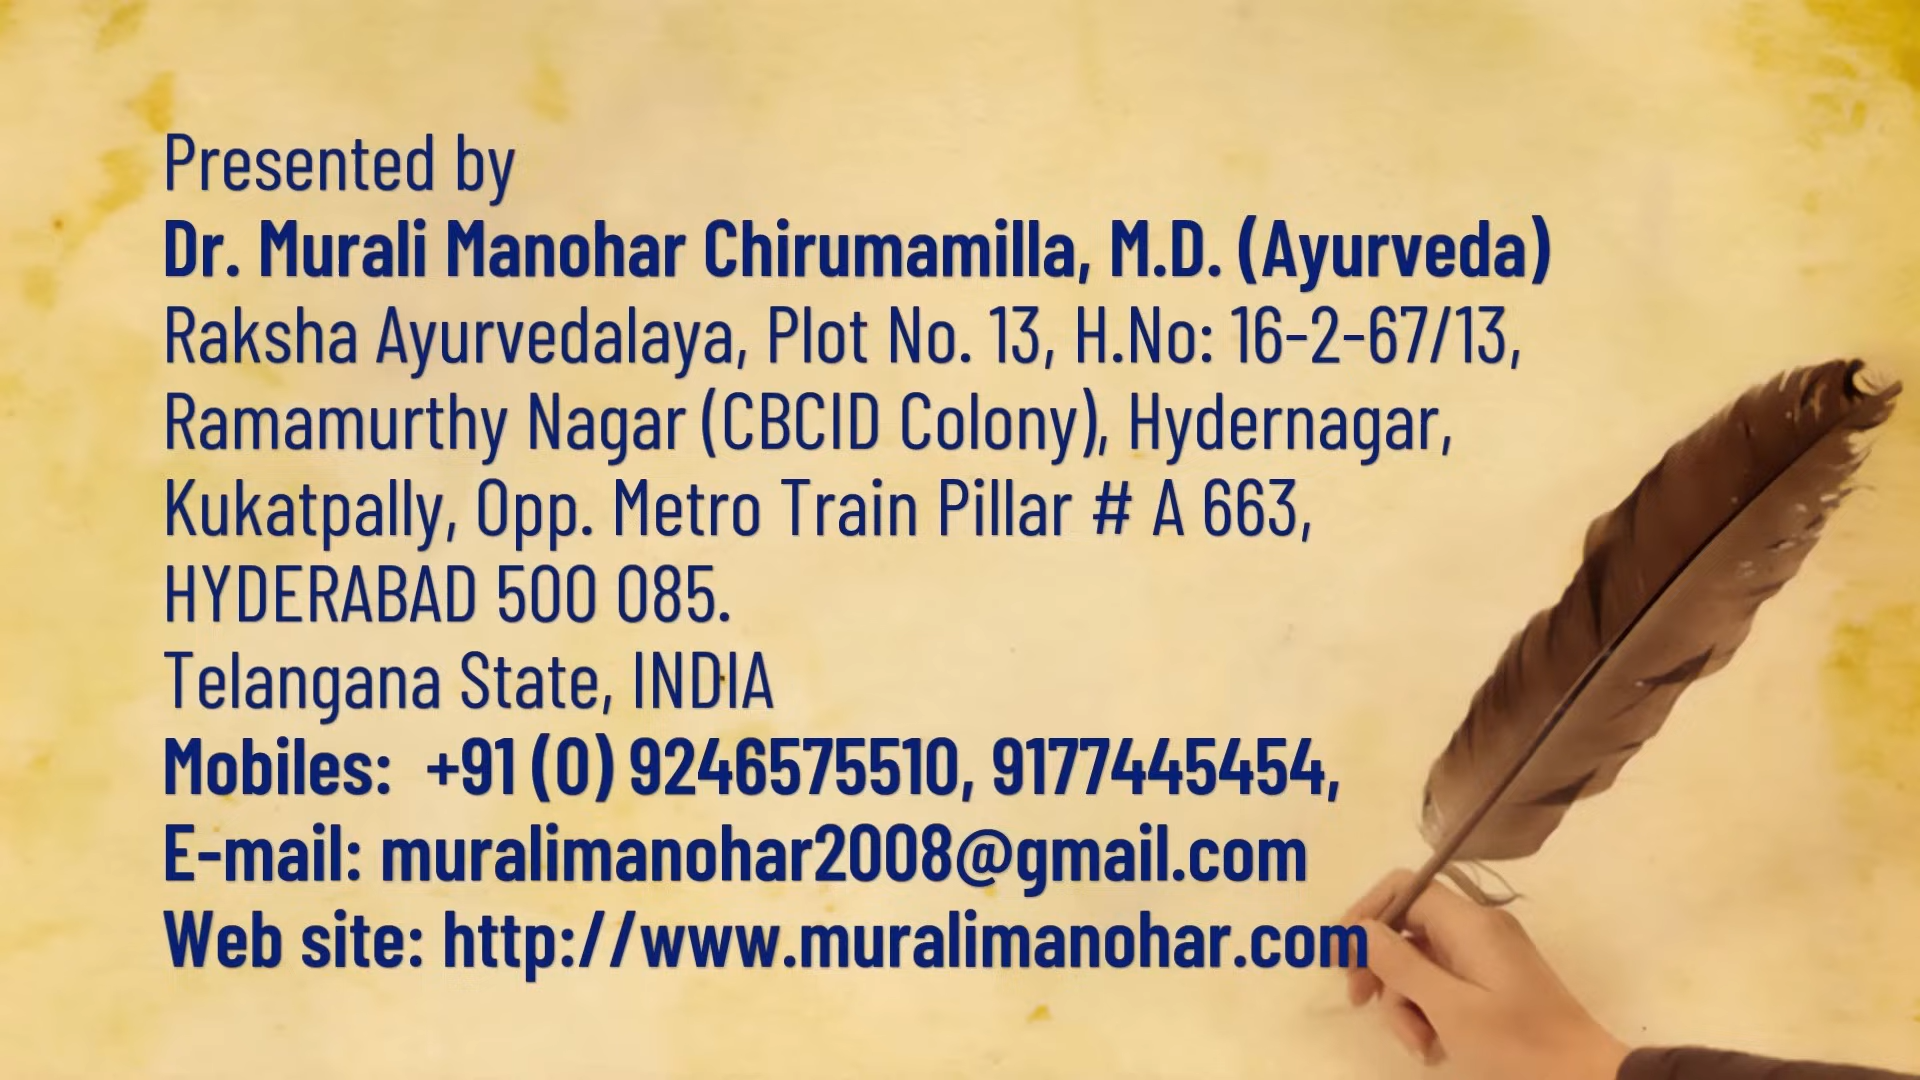 Presented by
Dr. Murali Manohar Chirumamilla, M.D. (Ayurveda)
Raksha Ayurvedalaya, Plot No. 13, H.No: 16-2-67/13,
Ramamurthy Nagar (CBCID Colony), Hydernagar,
Kukatpally, Opp. Metro Train Pillar # A 663,
HYDERABAD 500 085.
Telangana State, INDIA
Mobiles:  +91 (0) 9246575510, 9177445454,
E-mail: muralimanohar2008@gmail.com
Web site: http://www.muralimanohar.com